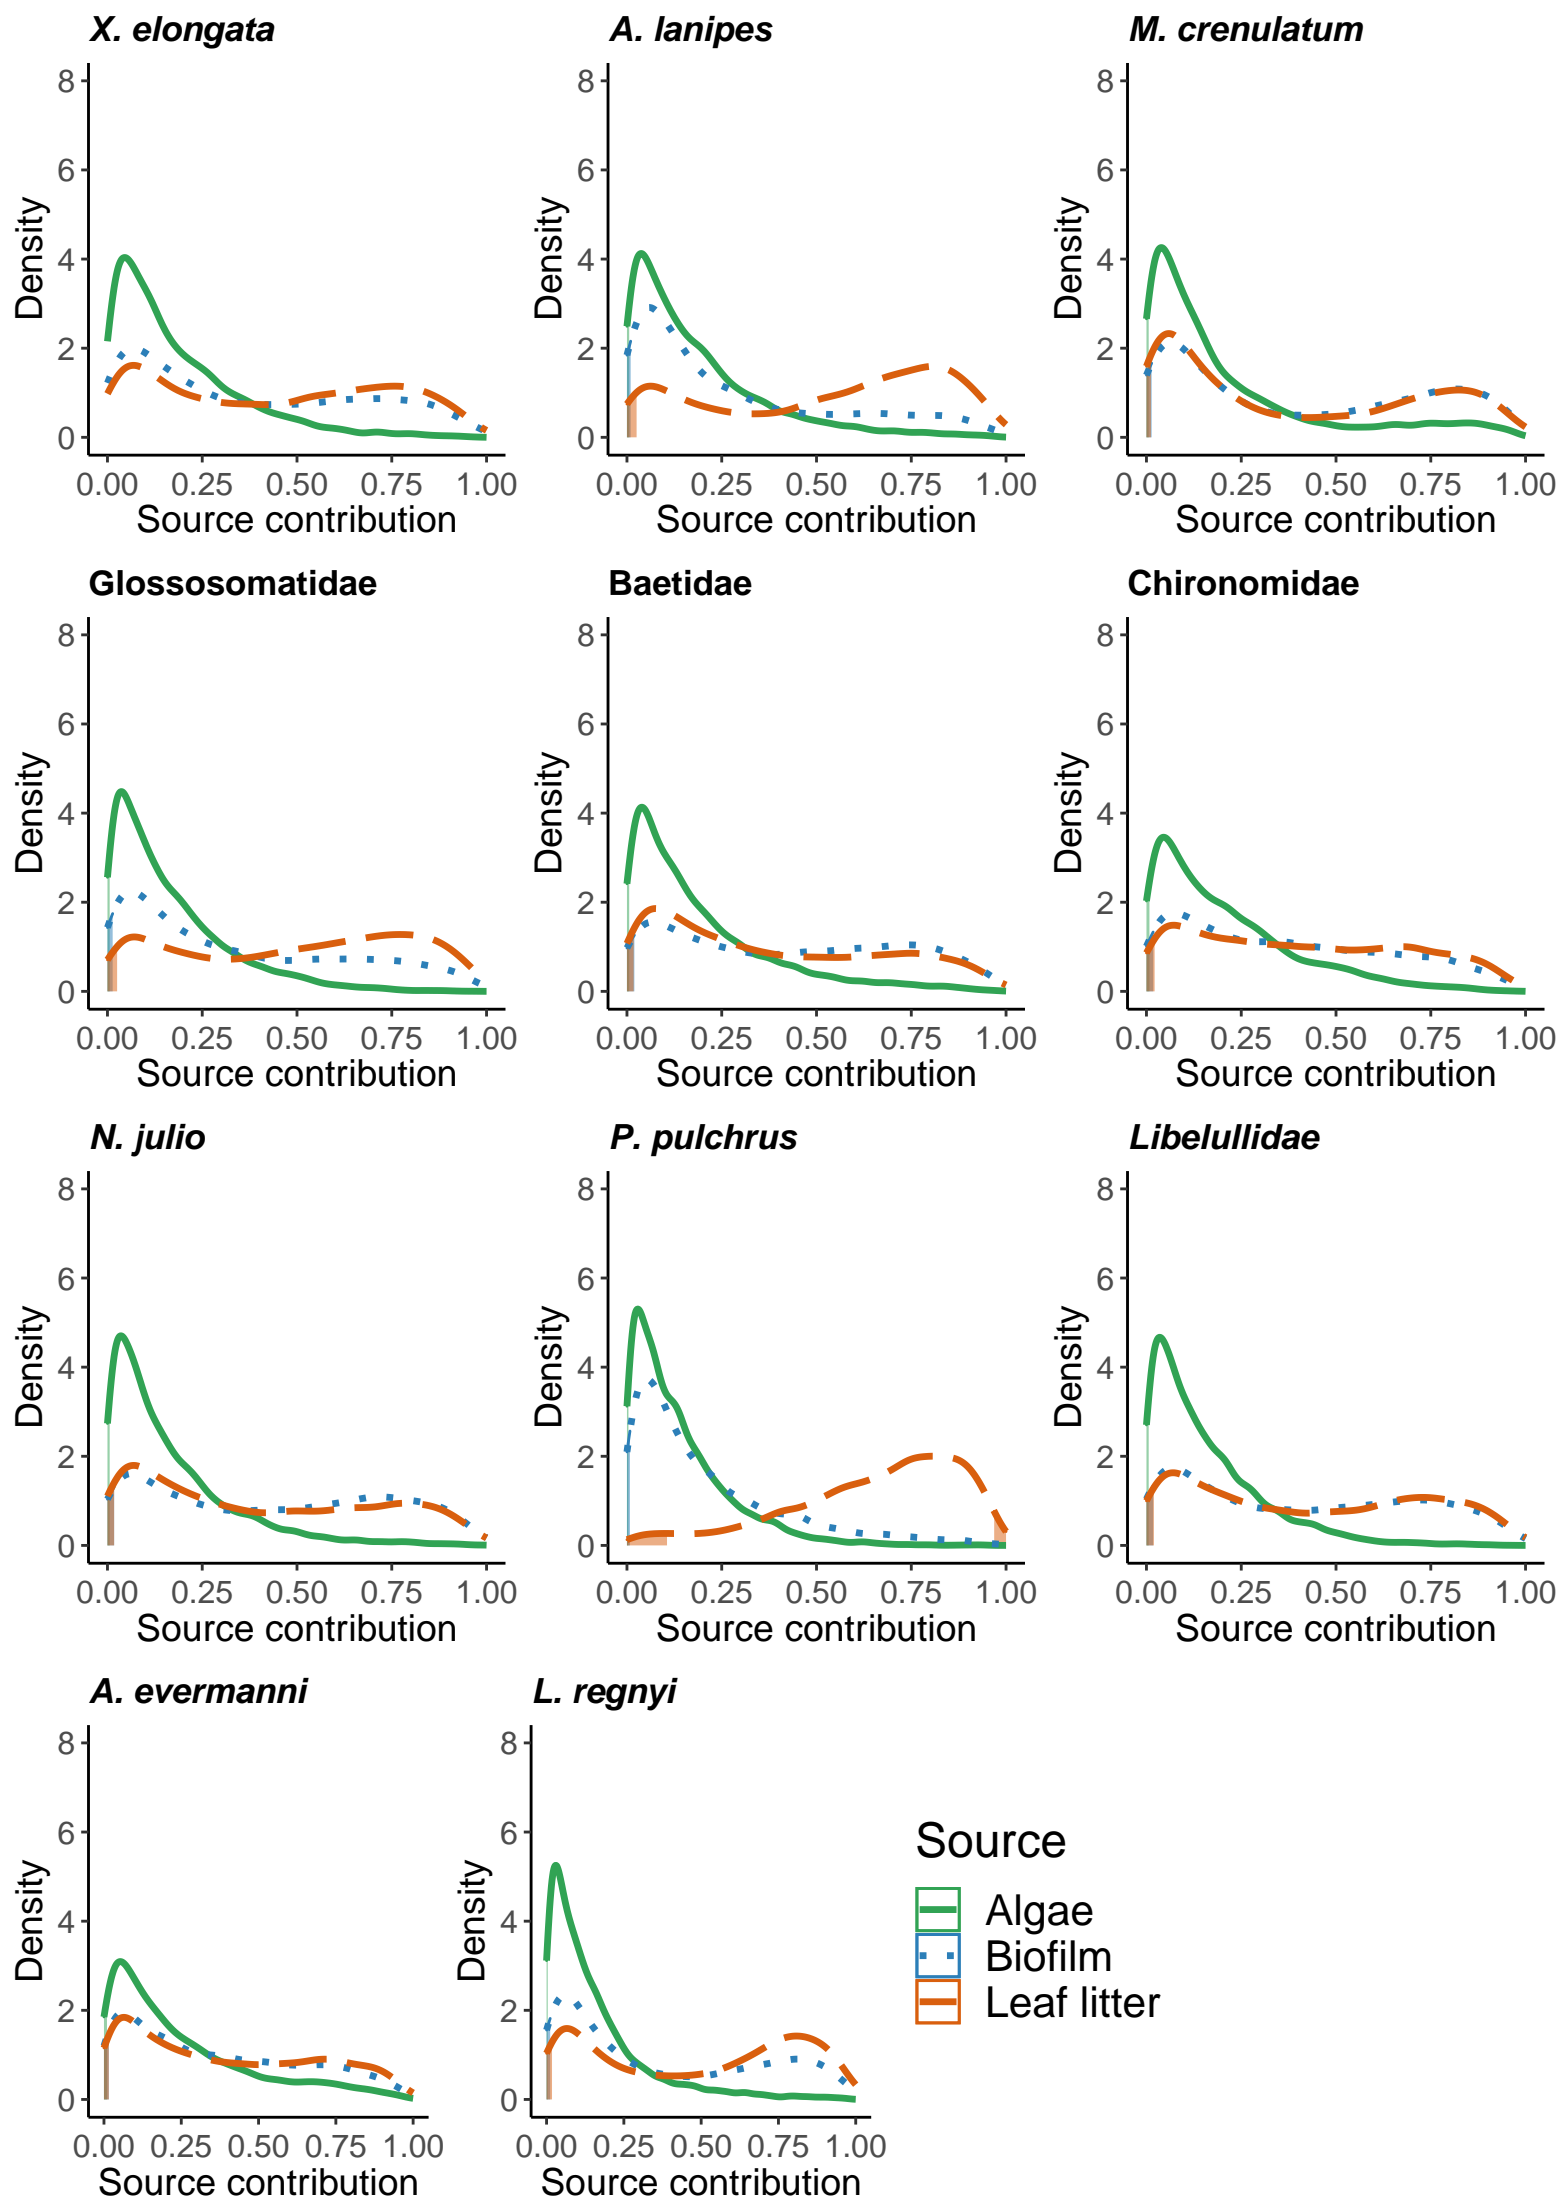 X. elongata
A. lanipes
M. crenulatum
8
6
4
2
0
Density
0.00 0.25 0.50 0.75 1.00
Source contribution
8
6
4
2
0
Density
0.00 0.25 0.50 0.75 1.00
Source contribution
8
6
4
2
0
Density
0.00 0.25 0.50 0.75 1.00
Source contribution
Glossosomatidae
Baetidae
Chironomidae
8
6
4
2
0
Density
0.00 0.25 0.50 0.75 1.00
Source contribution
8
6
4
2
0
Density
0.00 0.25 0.50 0.75 1.00
Source contribution
8
6
4
2
0
Density
0.00 0.25 0.50 0.75 1.00
Source contribution
N. julio
P. pulchrus
Libelullidae
8
6
4
2
0
Density
0.00 0.25 0.50 0.75 1.00
Source contribution
8
6
4
2
0
Density
0.00 0.25 0.50 0.75 1.00
Source contribution
8
6
4
2
0
Density
0.00 0.25 0.50 0.75 1.00
Source contribution
A. evermanni
L. regnyi
8
6
4
2
0
Density
0.00 0.25 0.50 0.75 1.00
Source contribution
8
6
4
2
0
Density
0.00 0.25 0.50 0.75 1.00
Source contribution
Source
Algae
Biofilm
Leaf litter